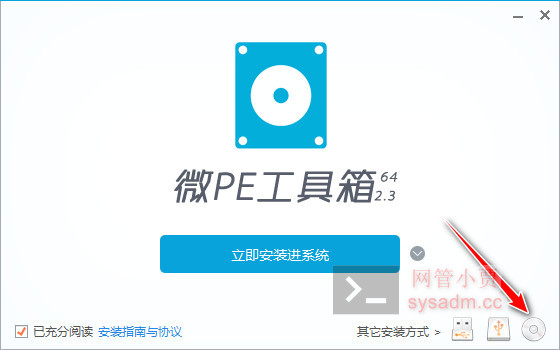 微PE工具箱 64
2.3
立即安装进系统
网管小贾
sysadm.cc
已充分阅读 安装指南与协议
其它安装方式 >